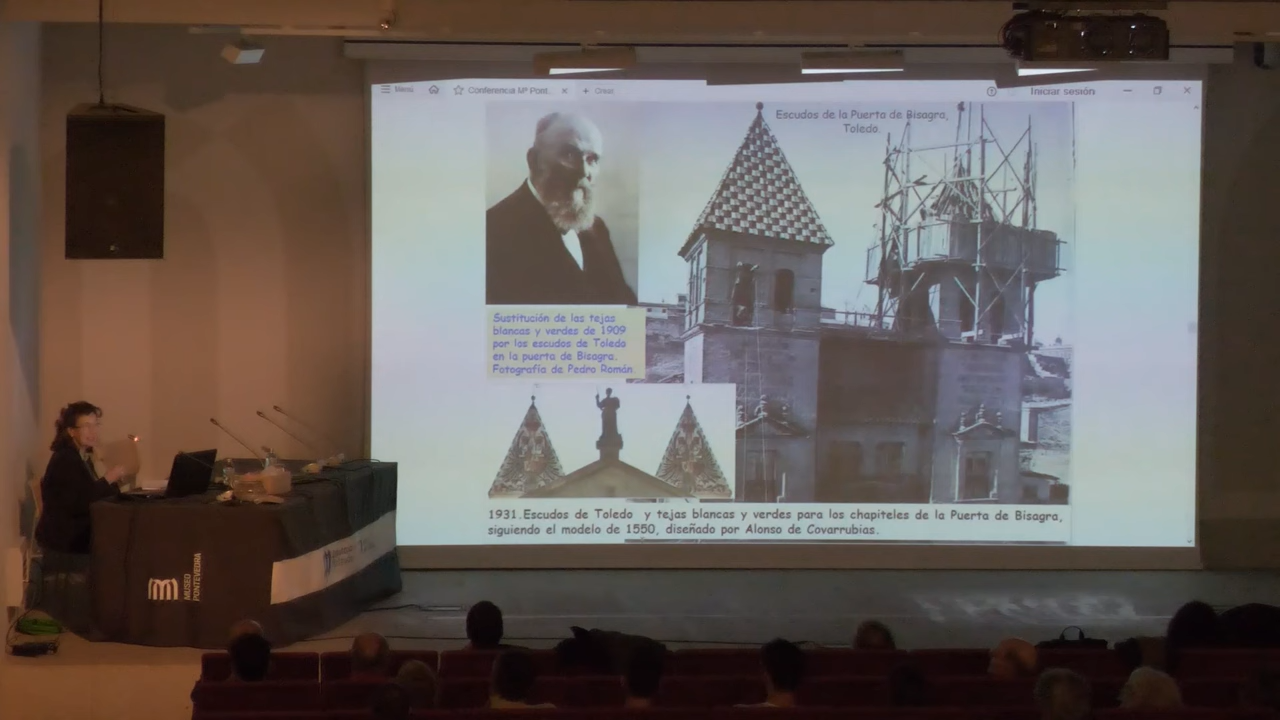 Menú
Conferencia Mª Pont...
Crear
Iniciar sesión
Escudos de la Puerta de Bisagra,
Toledo.
Sustitución de las tejas
blancas y verdes de 1909
por los escudos de Toledo
en la puerta de Bisagra.
Fotografía de Pedro Román
1931.Escudos de Toledo y tejas blancas y verdes para los chapiteles de la Puerta de Bisagra,
siguiendo el modelo de 1550, diseñado por Alonso de Covarrubias.
MUSEO
PONTEVEDRA